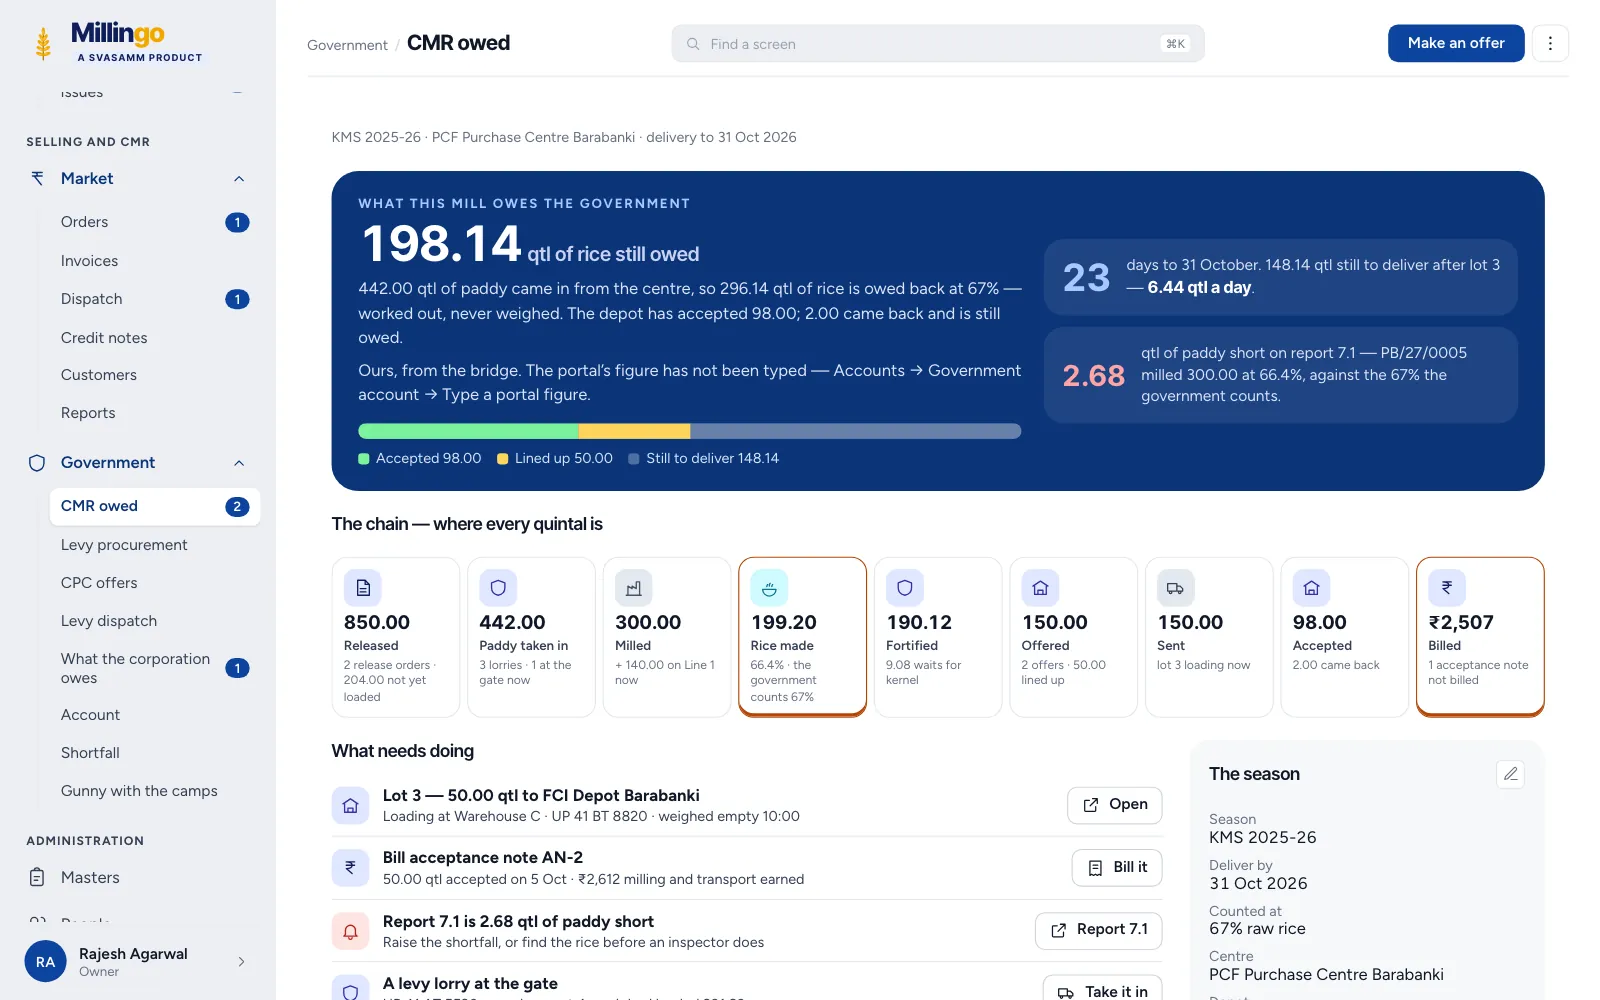 Millingo
A SVASAMM PRODUCT
Issues
SELLING AND CMR
Market
Orders 1
Invoices
Dispatch 1
Credit notes
Customers
Reports
Government
CMR owed 2
Levy procurement
CPC offers
Levy dispatch
What the corporation
owes 1
Account
Shortfall
Gunny with the camps
ADMINISTRATION
Masters
RA
Rajesh Agarwal
Owner
Government / CMR owed
Find a screen
⌘K
Make an offer
KMS 2025-26 · PCF Purchase Centre Barabanki · delivery to 31 Oct 2026
WHAT THIS MILL OWES THE GOVERNMENT
198.14 qtl of rice still owed
442.00 qtl of paddy came in from the centre, so 296.14 qtl of rice is owed back at 67% —
worked out, never weighed. The depot has accepted 98.00; 2.00 came back and is still
owed.
Ours, from the bridge. The portal's figure has not been typed — Accounts → Government
account → Type a portal figure.
Accepted 98.00 Lined up 50.00 Still to deliver 148.14
23
days to 31 October. 148.14 qtl still to deliver after lot 3
— 6.44 qtl a day.
2.68
qtl of paddy short on report 7.1 — PB/27/0005
milled 300.00 at 66.4%, against the 67% the
government counts.
The chain — where every quintal is
850.00
Released
2 release orders ·
204.00 not yet
loaded
442.00
Paddy taken in
3 lorries · 1 at the
gate now
300.00
Milled
+ 140.00 on Line 1
now
199.20
Rice made
66.4% · the
government
counts 67%
190.12
Fortified
9.08 waits for
kernel
150.00
Offered
2 offers · 50.00
lined up
150.00
Sent
lot 3 loading now
98.00
Accepted
2.00 came back
₹2,507
Billed
1 acceptance note
not billed
What needs doing
Lot 3 — 50.00 qtl to FCI Depot Barabanki
Loading at Warehouse C · UP 41 BT 8820 · weighed empty 10:00
Open
Bill acceptance note AN-2
50.00 qtl accepted on 5 Oct · ₹2,612 milling and transport earned
Bill it
Report 7.1 is 2.68 qtl of paddy short
Raise the shortfall, or find the rice before an inspector does
Report 7.1
A levy lorry at the gate
Take it in
The season
Season
KMS 2025-26
Deliver by
31 Oct 2026
Counted at
67% raw rice
Centre
PCF Purchase Centre Barabanki